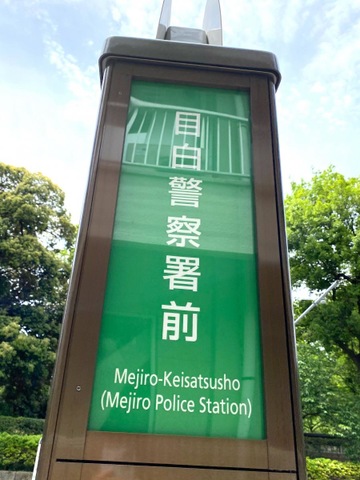 目白警察署前
Mejiro-Keisatsusho
(Mejiro Police Station)